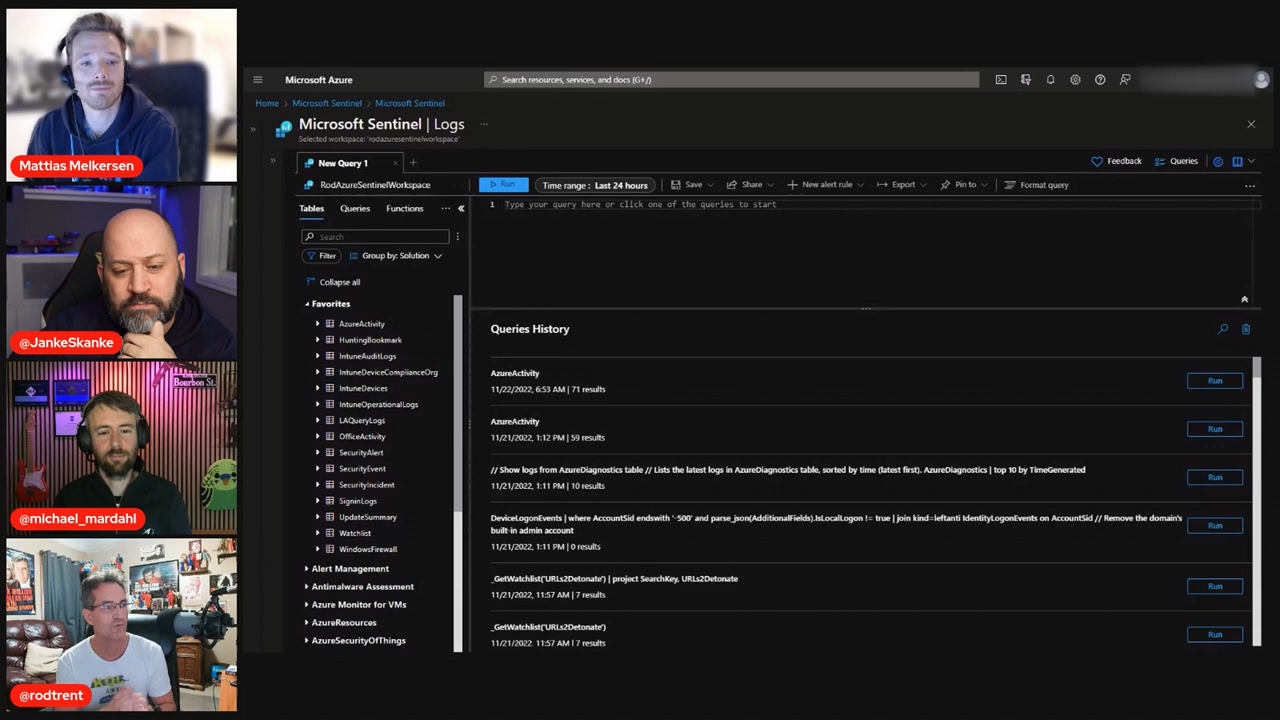 Mattias Melkersen
@JankeSkanke
Bourbon St.
@michael_mardahl
@rodtrent
Microsoft Azure
Search resources, services, and docs (G+/)
Home > Microsoft Sentinel > Microsoft Sentinel
Microsoft Sentinel | Logs ...
Selected workspace: 'rodazuresentinelworkspace'
New Query 1
Feedback
Queries
RodAzureSentinelWorkspace
Run
Time range : Last 24 hours
Save
Share
New alert rule
Export
Pin to
Format query
Tables
Queries
Functions
1 Type your query here or click one of the queries to start
Search
Filter
Group by: Solution
Collapse all
Favorites
AzureActivity
HuntingBookmark
IntuneAuditLogs
IntuneDeviceComplianceOrg
IntuneDevices
IntuneOperationalLogs
LAQueryLogs
OfficeActivity
SecurityAlert
SecurityEvent
SecurityIncident
SigninLogs
UpdateSummary
Watchlist
WindowsFirewall
Alert Management
Antimalware Assessment
Azure Monitor for VMs
AzureResources
AzureSecurityOfThings
Queries History
AzureActivity
11/22/2022, 6:53 AM | 71 results
Run
AzureActivity
11/21/2022, 1:12 PM | 59 results
Run
// Show logs from AzureDiagnostics table // Lists the latest logs in AzureDiagnostics table, sorted by time (latest first). AzureDiagnostics | top 10 by TimeGenerated
11/21/2022, 1:11 PM | 10 results
Run
DeviceLogonEvents | where AccountSid endswith '-500' and parse_json(AdditionalFields).IsLocalLogon != true | join kind=leftanti IdentityLogonEvents on AccountSid // Remove the domain's
built-in admin account
11/21/2022, 1:11 PM | 0 results
Run
_GetWatchlist('URLs2Detonate') | project SearchKey, URLs2Detonate
11/21/2022, 11:57 AM | 7 results
Run
_GetWatchlist('URLs2Detonate')
11/21/2022, 11:57 AM | 7 results
Run